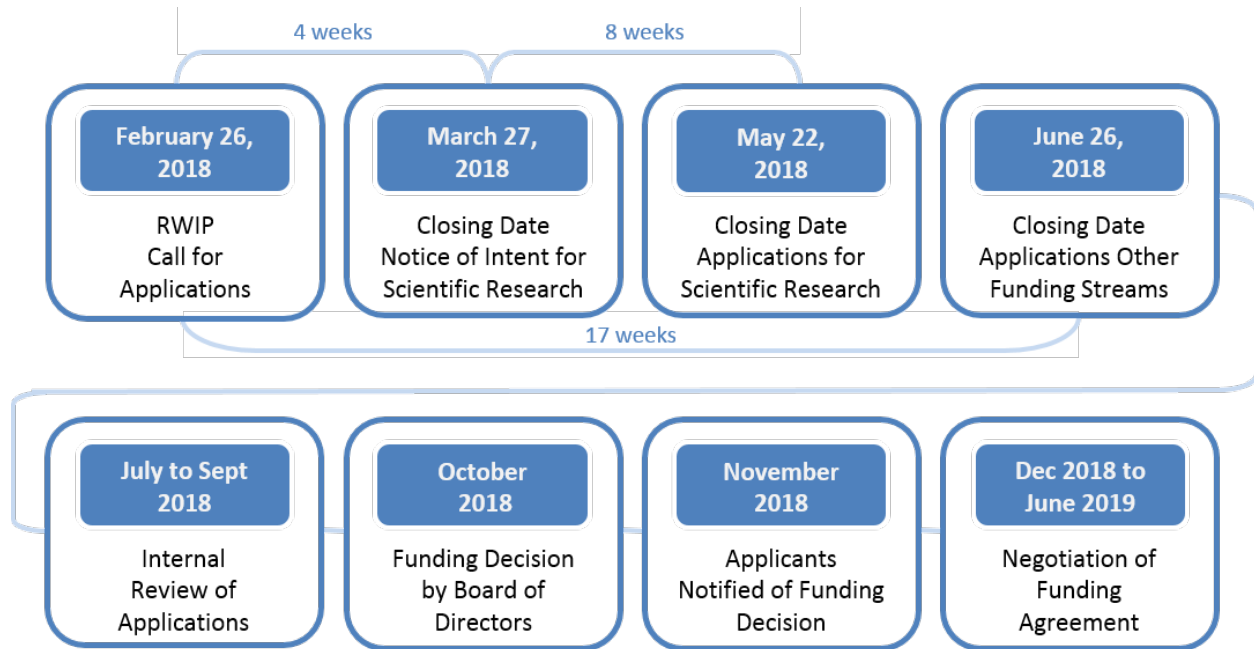 4 weeks
8 weeks
February 26,
2018
RWIP
Call for
Applications
March 27,
2018
Closing Date
Notice of Intent for
Scientific Research
May 22,
2018
Closing Date
Applications for
Scientific Research
June 26,
2018
Closing Date
Applications Other
Funding Streams
17 weeks
July to Sept
2018
Internal
Review of
Applications
October
2018
Funding Decision
by Board of
Directors
November
2018
Applicants
Notified of Funding
Decision
Dec 2018 to
June 2019
Negotiation of
Funding
Agreement